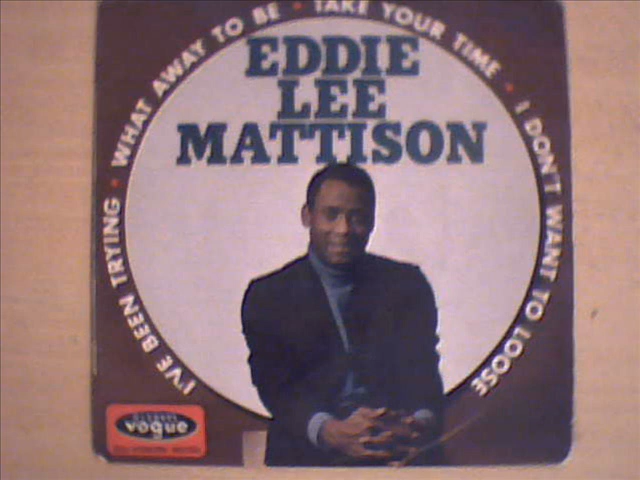 EDDIE
LEE
MATTISON
I'VE BEEN TRYING • WHAT AWAY TO BE • TAKE YOUR TIME • I DON'T WANT TO LOOSE
vogue